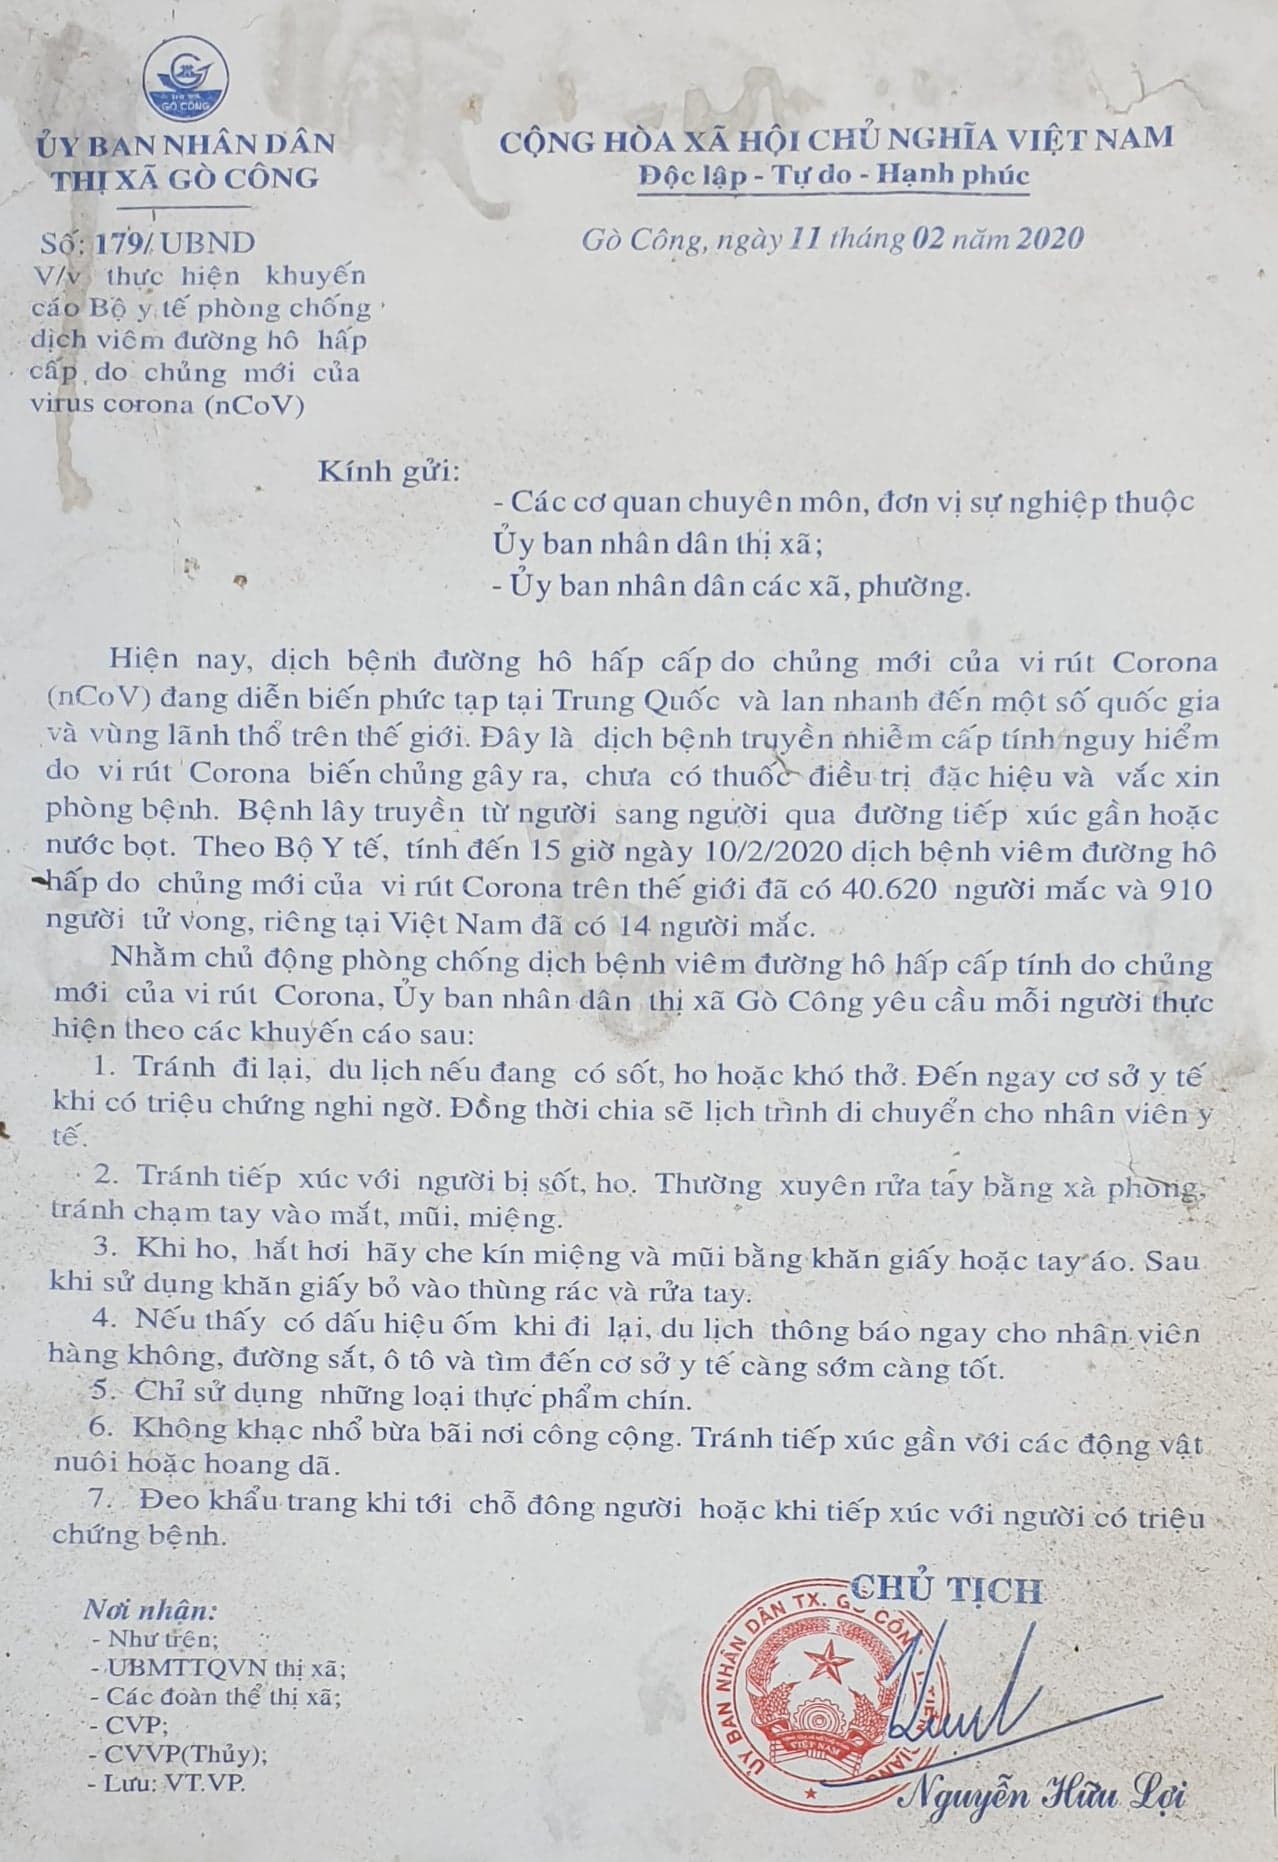 GÒ CÔNG
ỦY BAN NHÂN DÂN
THỊ XÃ GÒ CÔNG
CỘNG HÒA XÃ HỘI CHỦ NGHĨA VIỆT NAM
Độc lập - Tự do - Hạnh phúc
Số: 179/ UBND
V/v thực hiện khuyến
cáo Bộ y tế phòng chống
dịch viêm đường hô hấp
cấp do chủng mới của
virus corona (nCoV)
Gò Công, ngày 11 tháng 02 năm 2020
Kính gửi:
- Các cơ quan chuyên môn, đơn vị sự nghiệp thuộc
Ủy ban nhân dân thị xã;
- Ủy ban nhân dân các xã, phường.
Hiện nay, dịch bệnh đường hô hấp cấp do chủng mới của vi rút Corona
(nCoV) đang diễn biến phức tạp tại Trung Quốc và lan nhanh đến một số quốc gia
và vùng lãnh thổ trên thế giới. Đây là dịch bệnh truyền nhiễm cấp tính nguy hiểm
do vi rút Corona biến chủng gây ra, chưa có thuốc điều trị đặc hiệu và vắc xin
phòng bệnh. Bệnh lây truyền từ người sang người qua đường tiếp xúc gần hoặc
nước bọt. Theo Bộ Y tế, tính đến 15 giờ ngày 10/2/2020 dịch bệnh viêm đường hô
hấp do chủng mới của vi rút Corona trên thế giới đã có 40.620 người mắc và 910
người tử vong, riêng tại Việt Nam đã có 14 người mắc.
Nhằm chủ động phòng chống dịch bệnh viêm đường hô hấp cấp tính do chủng
mới của vi rút Corona, Ủy ban nhân dân thị xã Gò Công yêu cầu mỗi người thực
hiện theo các khuyến cáo sau:
1. Tránh đi lại, du lịch nếu đang có sốt, ho hoặc khó thở. Đến ngay cơ sở y tế
khi có triệu chứng nghi ngờ. Đồng thời chia sẽ lịch trình di chuyển cho nhân viên y
tế.
2. Tránh tiếp xúc với người bị sốt, ho. Thường xuyên rửa tay bằng xà phòng,
tránh chạm tay vào mắt, mũi, miệng.
3. Khi ho, hắt hơi hãy che kín miệng và mũi bằng khăn giấy hoặc tay áo. Sau
khi sử dụng khăn giấy bỏ vào thùng rác và rửa tay.
4. Nếu thấy có dấu hiệu ốm khi đi lại, du lịch thông báo ngay cho nhân viên
hàng không, đường sắt, ô tô và tìm đến cơ sở y tế càng sớm càng tốt.
5. Chỉ sử dụng những loại thực phẩm chín.
6. Không khạc nhổ bừa bãi nơi công cộng. Tránh tiếp xúc gần với các động vật
nuôi hoặc hoang dã.
7. Đeo khẩu trang khi tới chỗ đông người hoặc khi tiếp xúc với người có triệu
chứng bệnh.
Nơi nhận:
- Như trên;
- UBMTTQVN thị xã;
- Các đoàn thể thị xã;
- CVP;
- CVVP(Thủy);
- Lưu: VT.VP.
CHỦ TỊCH
ỦY BAN NHÂN DÂN TX. GÒ CÔNG T. TIỀN GIANG
VIỆT NAM
Nguyễn Hữu Lợi